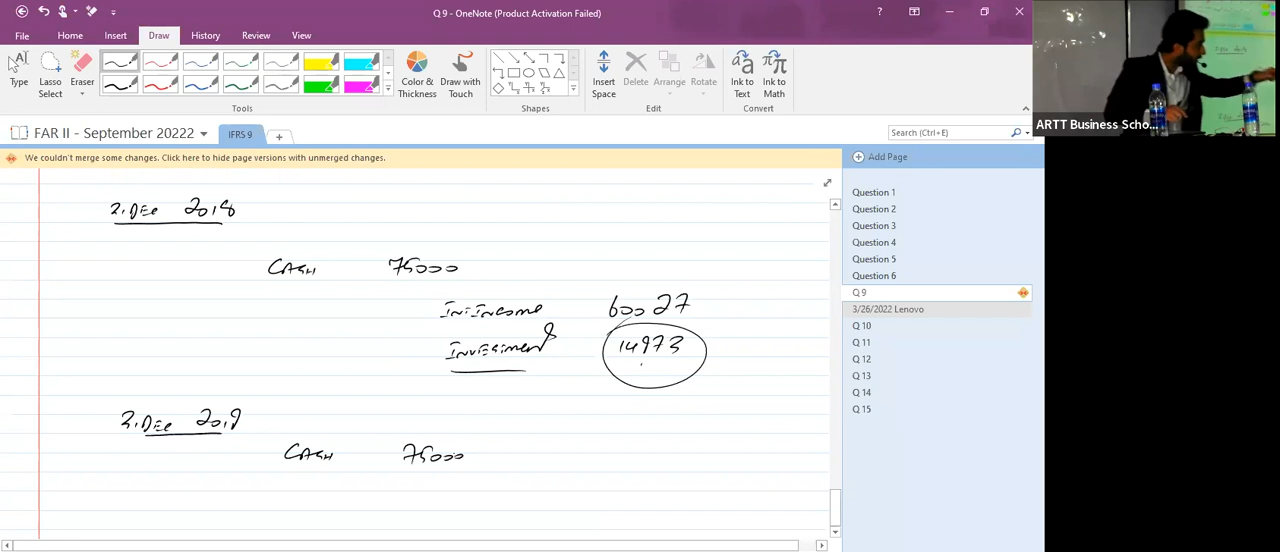 Q 9 - OneNote (Product Activation Failed)
File Home Insert Draw History Review View
Type
Lasso Select
Eraser
Color & Thickness
Draw with Touch
Insert Space
Delete
Arrange
Rotate
Ink to Text
Ink to Math
Tools
Shapes
Edit
Convert
ARTT Business Scho...
FAR II - September 20222
IFRS 9
Search (Ctrl+E)
We couldn't merge some changes. Click here to hide page versions with unmerged changes.
Add Page
Question 1
Question 2
Question 3
Question 4
Question 5
Question 6
Q 9
3/26/2022 Lenovo
Q 10
Q 11
Q 12
Q 13
Q 14
Q 15
Dec 2018
Cash 75000
Int Income 60027
Investment 14973
Dec 2019
Cash 75000